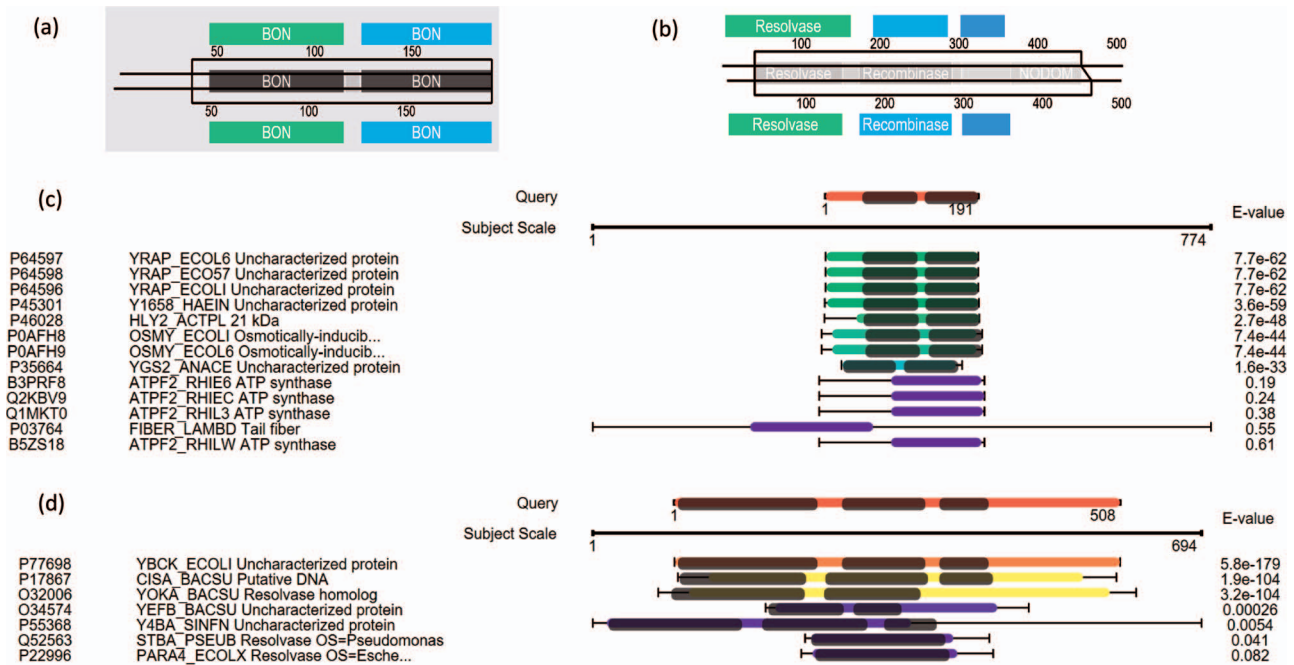 (a)
BON BON
50 100 150
BON BON
50 100 150
BON BON
(b)
Resolvase
100 200 300 400 500
Resolvase Recombinase NODOM
100 200 300 400 500
Resolvase Recombinase
(c)
Query
1 191
Subject Scale E-value
1 774
P64597 YRAP_ECOL6 Uncharacterized protein 7.7e-62
P64598 YRAP_ECO57 Uncharacterized protein 7.7e-62
P64596 YRAP_ECOLI Uncharacterized protein 7.7e-62
P45301 Y1658_HAEIN Uncharacterized protein 3.6e-59
P46028 HLY2_ACTPL 21 kDa 2.7e-48
P0AFH8 OSMY_ECOLI Osmotically-inducib... 7.4e-44
P0AFH9 OSMY_ECOL6 Osmotically-inducib... 7.4e-44
P35664 YGS2_ANACE Uncharacterized protein 1.6e-33
B3PRF8 ATPF2_RHIE6 ATP synthase 0.19
Q2KBV9 ATPF2_RHIEC ATP synthase 0.24
Q1MKT0 ATPF2_RHIL3 ATP synthase 0.38
P03764 FIBER_LAMBD Tail fiber 0.55
B5ZS18 ATPF2_RHILW ATP synthase 0.61
(d)
Query
1 508
Subject Scale E-value
1 694
P77698 YBCK_ECOLI Uncharacterized protein 5.8e-179
P17867 CISA_BACSU Putative DNA 1.9e-104
O32006 YOKA_BACSU Resolvase homolog 3.2e-104
O34574 YEFB_BACSU Uncharacterized protein 0.00026
P55368 Y4BA_SINFN Uncharacterized protein 0.0054
Q52563 STBA_PSEUB Resolvase OS=Pseudomonas 0.041
P22996 PARA4_ECOLX Resolvase OS=Esche... 0.082